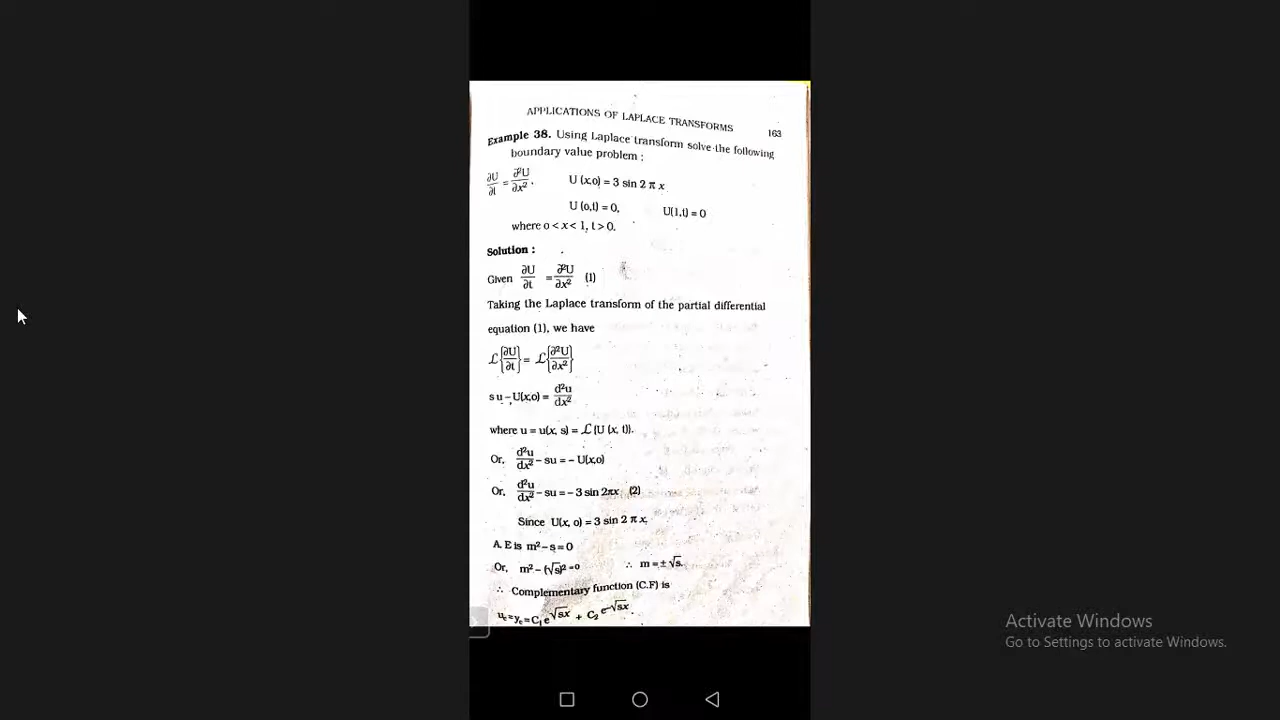 APPLICATIONS OF LAPLACE TRANSFORMS 163
Example 38. Using Laplace transform solve the following
boundary value problem :
∂U/∂t = ∂²U/∂x², U (x,o) = 3 sin 2 π x
U (o,t) = 0, U(1,t) = 0
where o < x < 1, t > 0.
Solution :
Given ∂U/∂t = ∂²U/∂x² (1)
Taking the Laplace transform of the partial differential
equation (1), we have
ℒ{∂U/∂t} = ℒ{∂²U/∂x²}
s u – U(x,o) = d²u/dx²
where u = u(x, s) = ℒ {U (x, t)}.
Or, d²u/dx² – su = – U(x,o)
Or, d²u/dx² – su = – 3 sin 2πx (2)
Since U(x, o) = 3 sin 2 π x.
A. E is m² – s = 0
Or, m² – (√s)² = 0 ∴ m = ± √s.
∴ Complementary function (C.F) is
u_c = y_c = C₁ e^√sx + C₂ e^-√sx.
Activate Windows
Go to Settings to activate Windows.